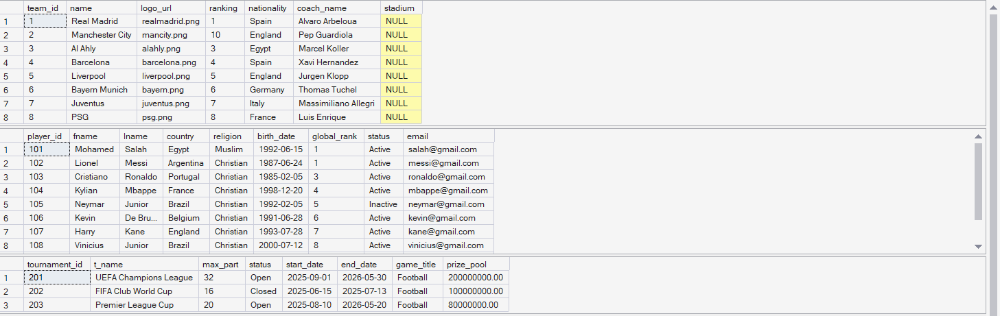 team_id name logo_url ranking nationality coach_name stadium
1 1 Real Madrid realmadrid.png 1 Spain Alvaro Arbeloua NULL
2 2 Manchester City mancity.png 10 England Pep Guardiola NULL
3 3 Al Ahly alahly.png 3 Egypt Marcel Koller NULL
4 4 Barcelona barcelona.png 4 Spain Xavi Hernandez NULL
5 5 Liverpool liverpool.png 5 England Jurgen Klopp NULL
6 6 Bayern Munich bayern.png 6 Germany Thomas Tuchel NULL
7 7 Juventus juventus.png 7 Italy Massimiliano Allegri NULL
8 8 PSG psg.png 8 France Luis Enrique NULL
player_id fname lname country religion birth_date global_rank status email
1 101 Mohamed Salah Egypt Muslim 1992-06-15 1 Active salah@gmail.com
2 102 Lionel Messi Argentina Christian 1987-06-24 1 Active messi@gmail.com
3 103 Cristiano Ronaldo Portugal Christian 1985-02-05 3 Active ronaldo@gmail.com
4 104 Kylian Mbappe France Christian 1998-12-20 4 Active mbappe@gmail.com
5 105 Neymar Junior Brazil Christian 1992-02-05 5 Inactive neymar@gmail.com
6 106 Kevin De Bru... Belgium Christian 1991-06-28 6 Active kevin@gmail.com
7 107 Harry Kane England Christian 1993-07-28 7 Active kane@gmail.com
8 108 Vinicius Junior Brazil Christian 2000-07-12 8 Active vinicius@gmail.com
tournament_id t_name max_part status start_date end_date game_title prize_pool
1 201 UEFA Champions League 32 Open 2025-09-01 2026-05-30 Football 200000000.00
2 202 FIFA Club World Cup 16 Closed 2025-06-15 2025-07-13 Football 100000000.00
3 203 Premier League Cup 20 Open 2025-08-10 2026-05-20 Football 80000000.00